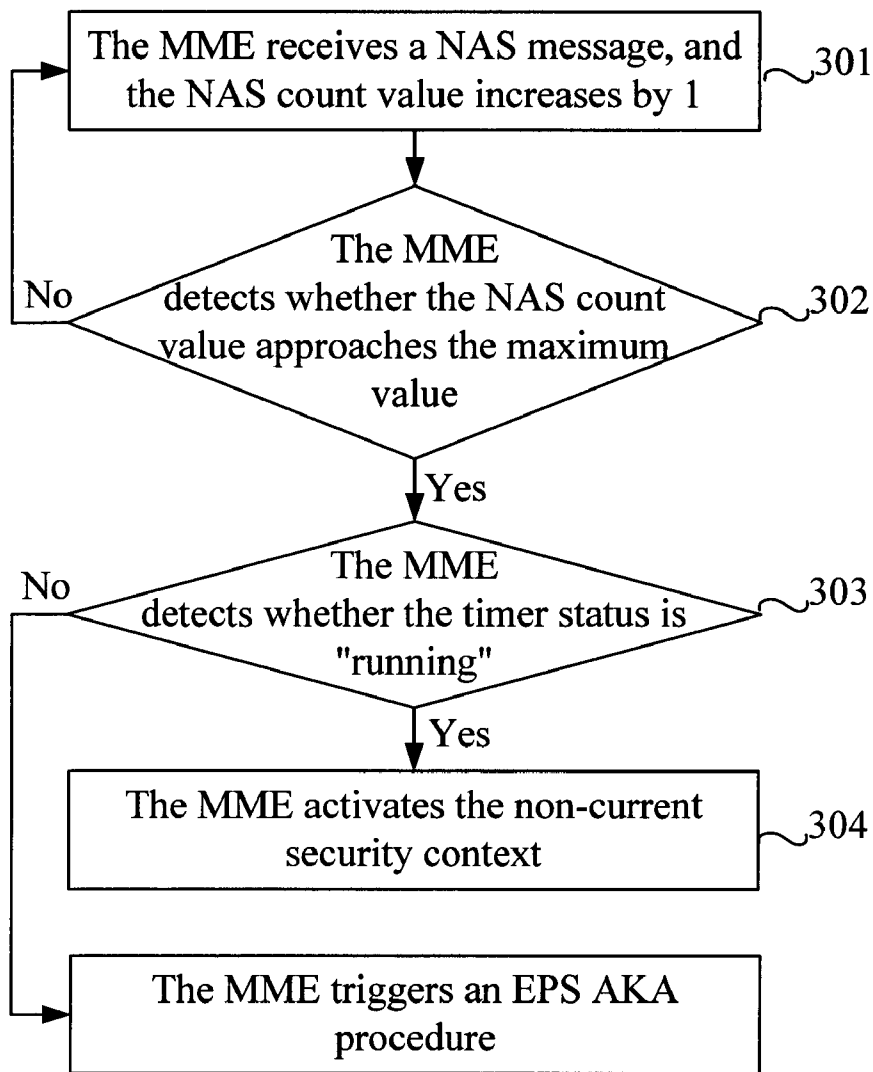 The MME receives a NAS message, and
the NAS count value increases by 1
301
The MME
detects whether the NAS count
value approaches the maximum
value
302
No
Yes
The MME
detects whether the timer status is
"running"
303
No
Yes
The MME activates the non-current
security context
304
The MME triggers an EPS AKA
procedure